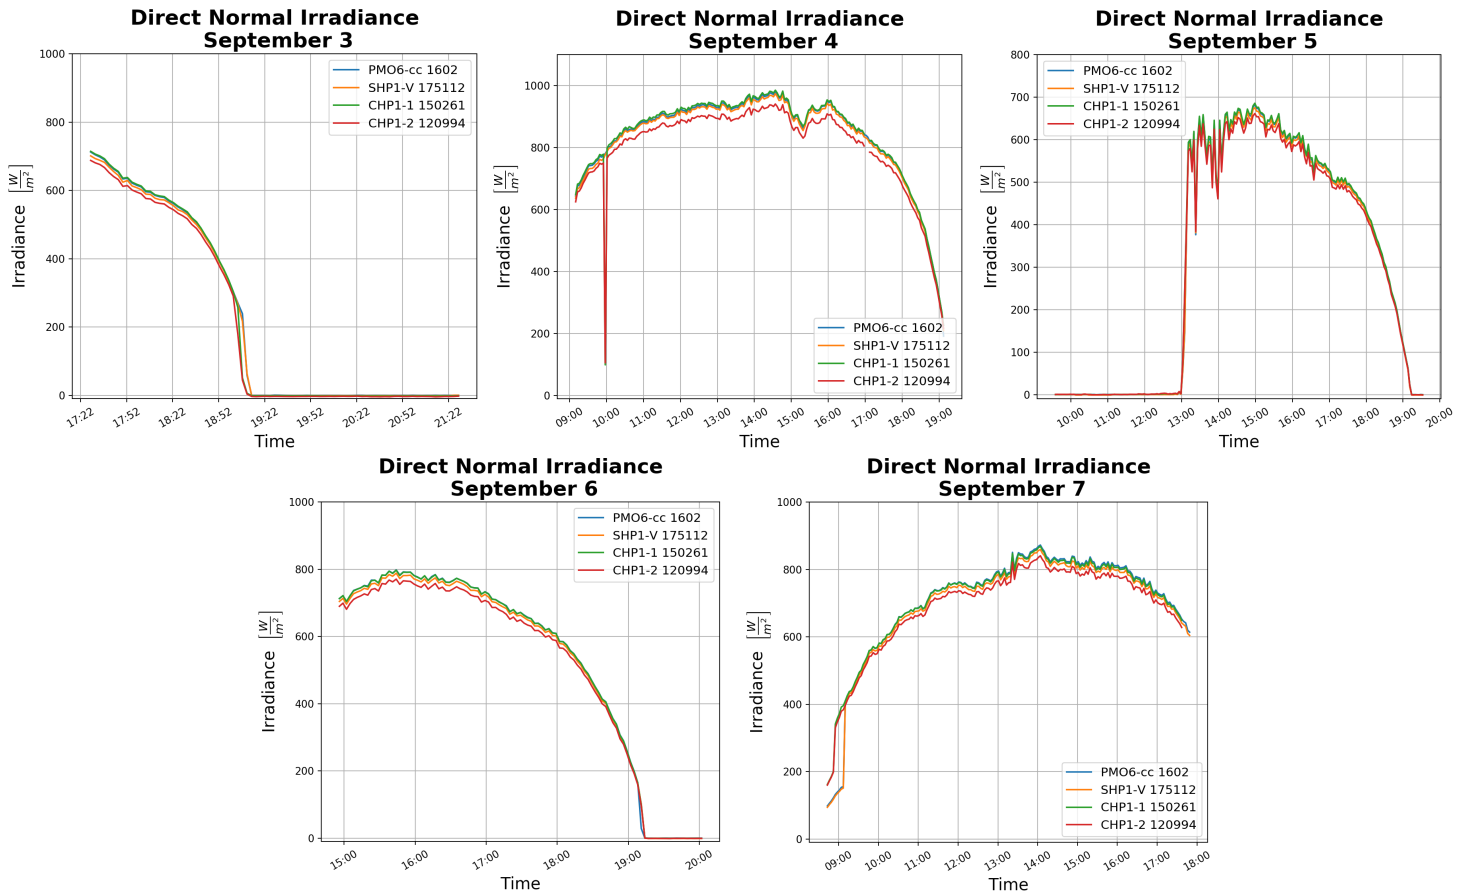 Direct Normal Irradiance
September 3
Irradiance [W/m²]
1000
800
600
400
200
0
PMO6-cc 1602
SHP1-V 175112
CHP1-1 150261
CHP1-2 120994
17:22 17:52 18:22 18:52 19:22 19:52 20:22 20:52 21:22
Time
Direct Normal Irradiance
September 4
Irradiance [W/m²]
1000
800
600
400
200
0
PMO6-cc 1602
SHP1-V 175112
CHP1-1 150261
CHP1-2 120994
09:00 10:00 11:00 12:00 13:00 14:00 15:00 16:00 17:00 18:00 19:00
Time
Direct Normal Irradiance
September 5
Irradiance [W/m²]
800
700
600
500
400
300
200
100
0
PMO6-cc 1602
SHP1-V 175112
CHP1-1 150261
CHP1-2 120994
10:00 11:00 12:00 13:00 14:00 15:00 16:00 17:00 18:00 19:00 20:00
Time
Direct Normal Irradiance
September 6
Irradiance [W/m²]
1000
800
600
400
200
0
PMO6-cc 1602
SHP1-V 175112
CHP1-1 150261
CHP1-2 120994
15:00 16:00 17:00 18:00 19:00 20:00
Time
Direct Normal Irradiance
September 7
Irradiance [W/m²]
1000
800
600
400
200
0
PMO6-cc 1602
SHP1-V 175112
CHP1-1 150261
CHP1-2 120994
09:00 10:00 11:00 12:00 13:00 14:00 15:00 16:00 17:00 18:00
Time